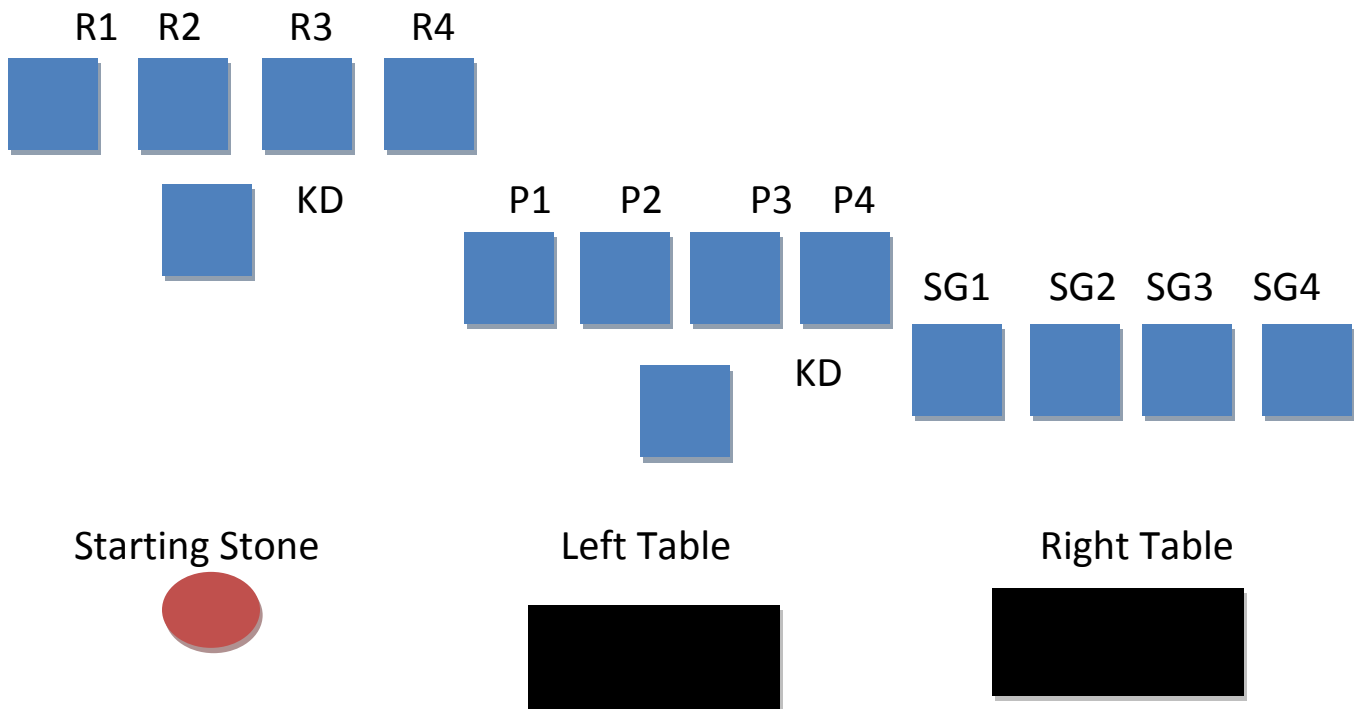 R1 R2 R3 R4
KD
P1 P2 P3 P4
SG1 SG2 SG3 SG4
KD
Starting Stone Left Table Right Table